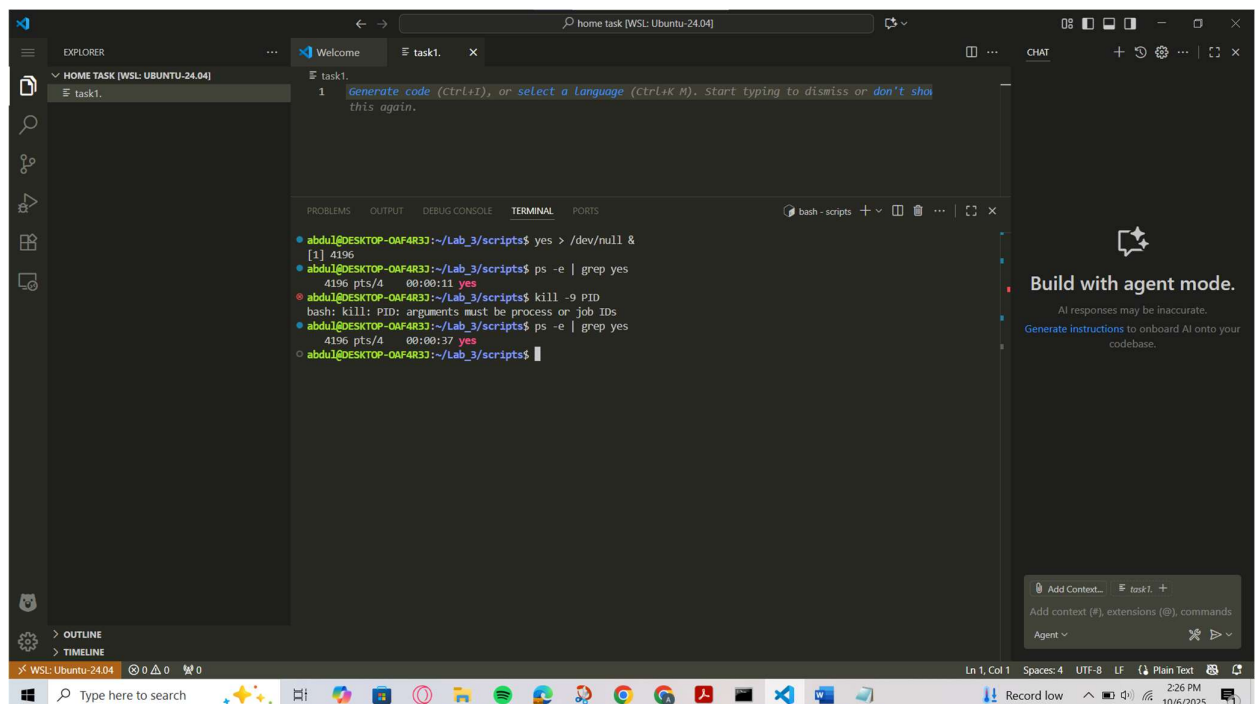 home task [WSL: Ubuntu-24.04]
EXPLORER
HOME TASK [WSL: UBUNTU-24.04]
task1.
Welcome
task1.
task1.
1 Generate code (Ctrl+I), or select a language (Ctrl+K M). Start typing to dismiss or don't show
this again.
PROBLEMS OUTPUT DEBUG CONSOLE TERMINAL PORTS
bash - scripts
abdul@DESKTOP-OAF4R3J:~/Lab_3/scripts$ yes > /dev/null &
[1] 4196
abdul@DESKTOP-OAF4R3J:~/Lab_3/scripts$ ps -e | grep yes
4196 pts/4 00:00:11 yes
abdul@DESKTOP-OAF4R3J:~/Lab_3/scripts$ kill -9 PID
bash: kill: PID: arguments must be process or job IDs
abdul@DESKTOP-OAF4R3J:~/Lab_3/scripts$ ps -e | grep yes
4196 pts/4 00:00:37 yes
abdul@DESKTOP-OAF4R3J:~/Lab_3/scripts$
CHAT
Build with agent mode.
AI responses may be inaccurate.
Generate instructions to onboard AI onto your
codebase.
Add Context... task1.
Add context (#), extensions (@), commands
Agent
OUTLINE
TIMELINE
WSL: Ubuntu-24.04 0 0 0
Ln 1, Col 1 Spaces: 4 UTF-8 LF Plain Text
Type here to search
Record low
2:26 PM
10/6/2025
1